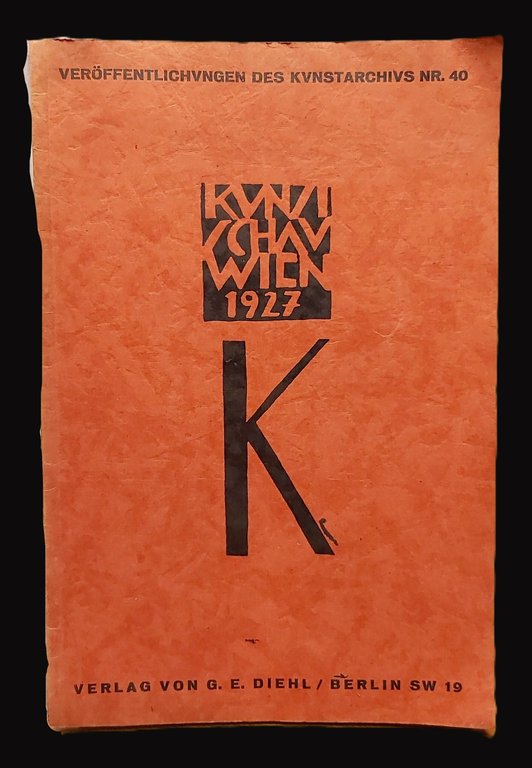 VERÖFFENTLICHVNGEN DES KVNSTARCHIVS NR. 40
KVNST
SCHAV
WIEN
1927
K
VERLAG VON G. E. DIEHL / BERLIN SW 19